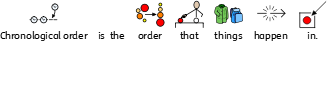 Chronological order is the order that things happen in.